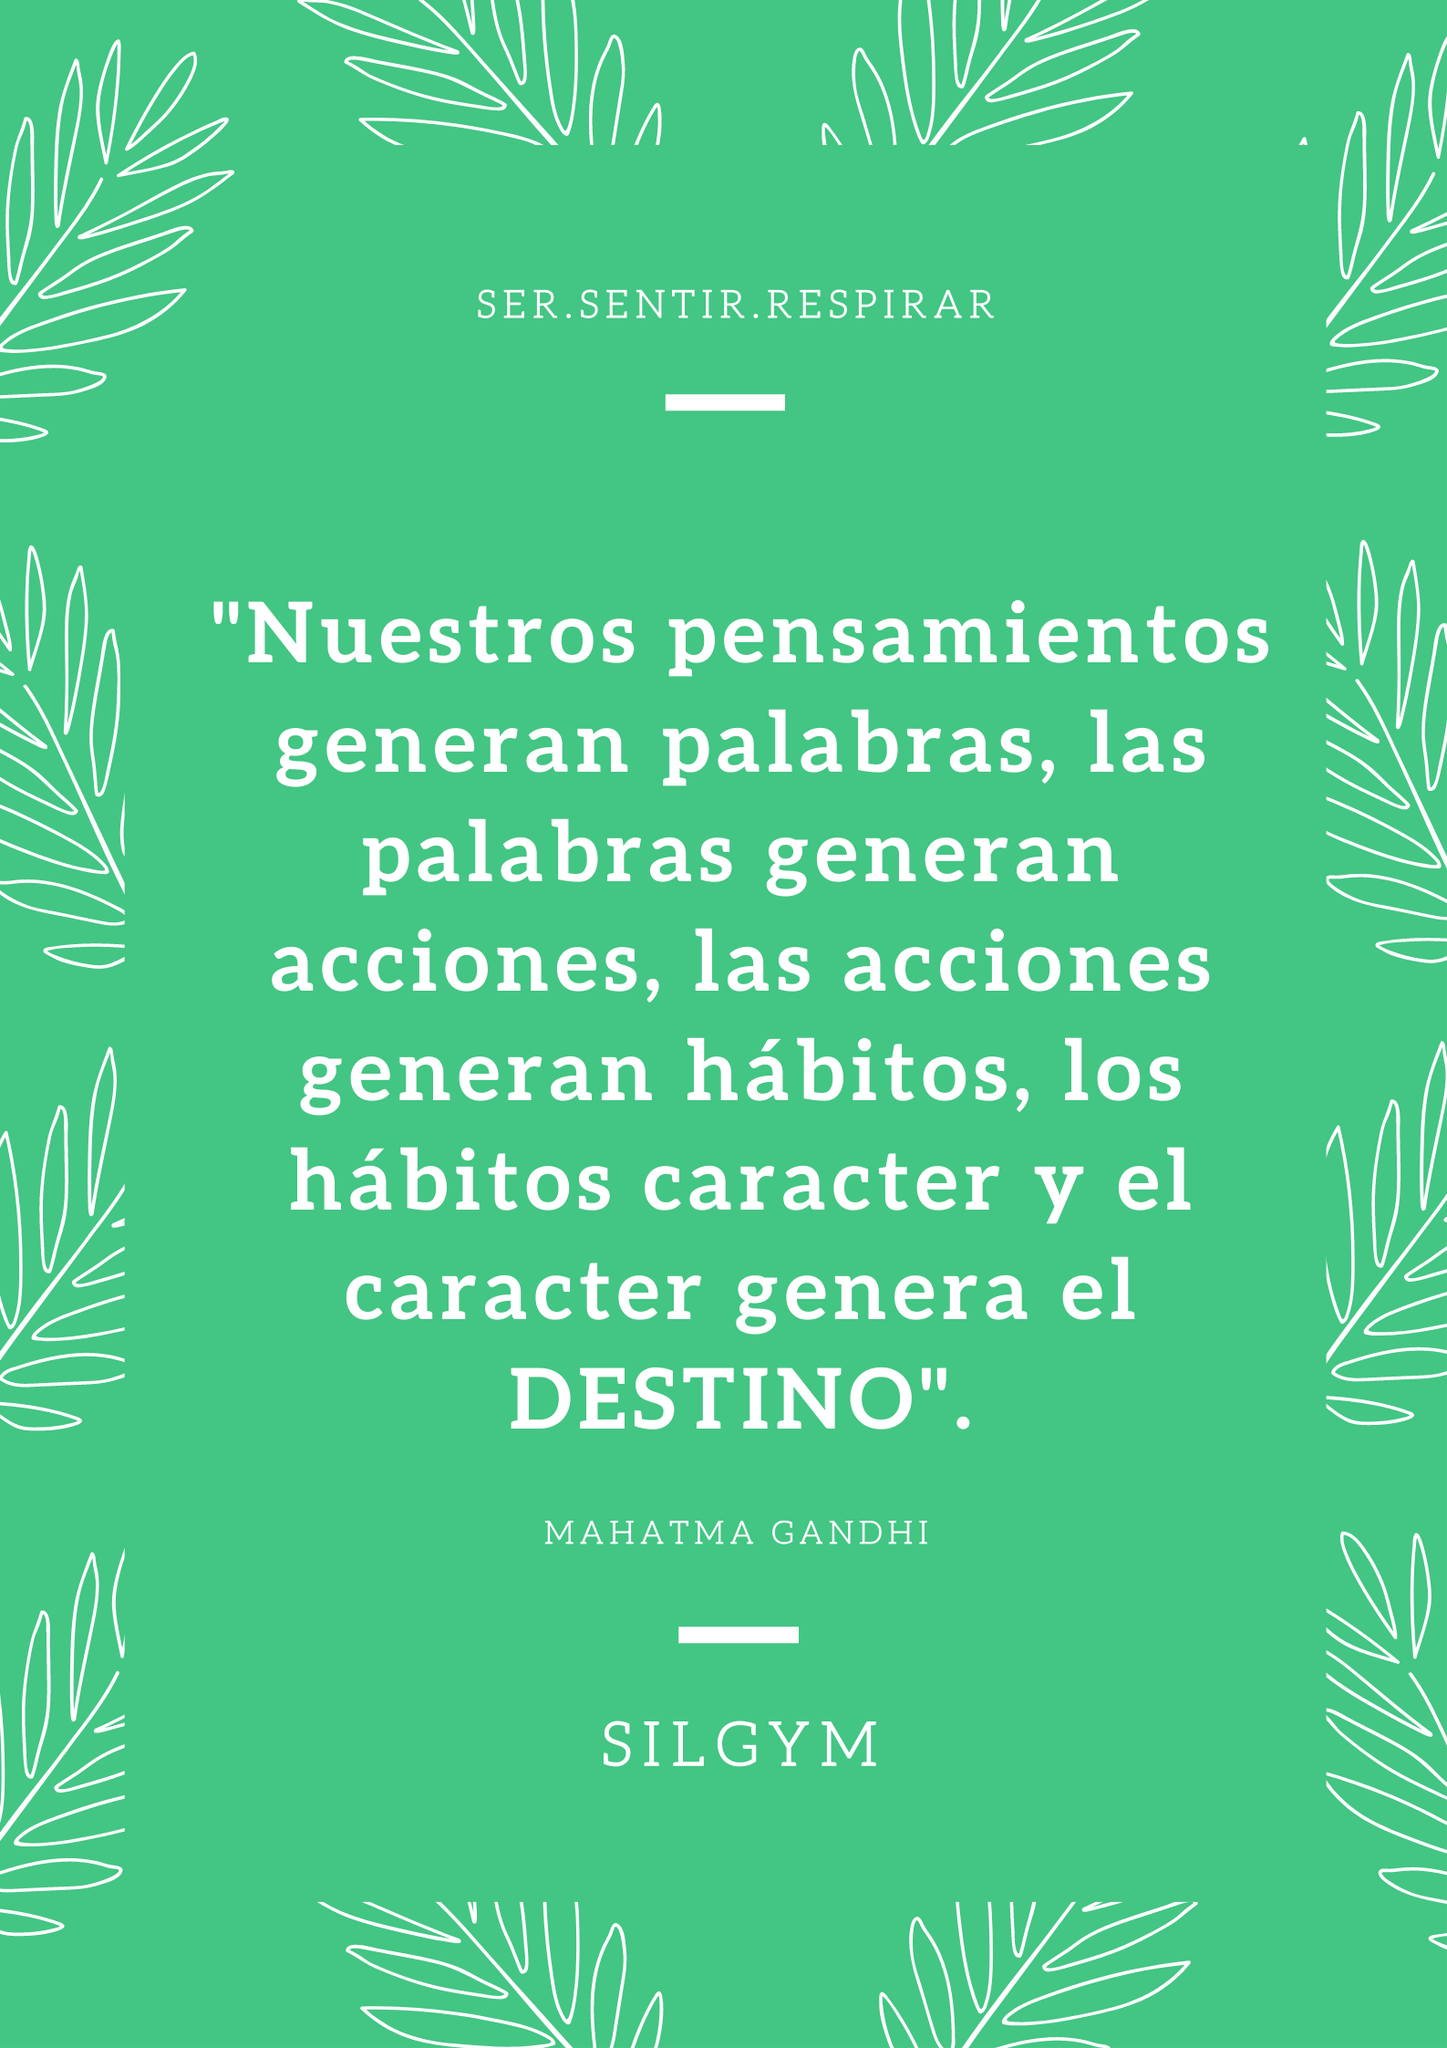 SER.SENTIR.RESPIRAR
"Nuestros pensamientos
generan palabras, las
palabras generan
acciones, las acciones
generan hábitos, los
hábitos caracter y el
caracter genera el
DESTINO".
MAHATMA GANDHI
SILGYM